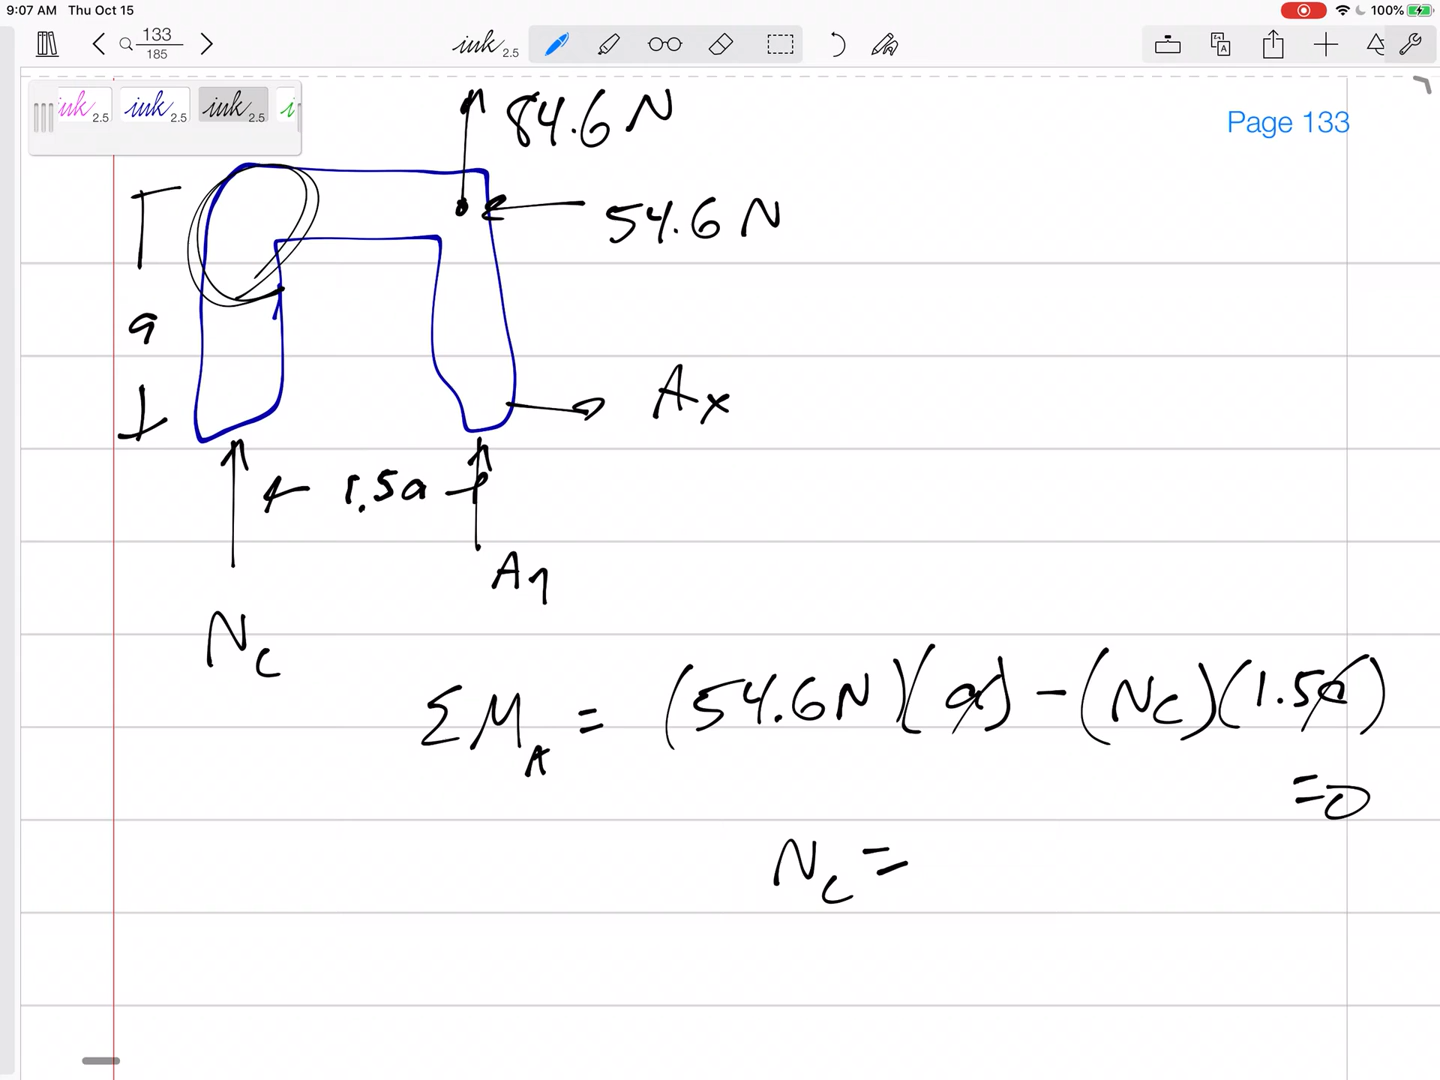 9:07 AM Thu Oct 15
100%
133
185
ink 2.5
ink 2.5 ink 2.5 ink 2.5
Page 133
84.6 N
54.6 N
a
Ax
1.5a
Ay
Nc
ΣM_A = (54.6N)(a) - (Nc)(1.5a)
=0
Nc =